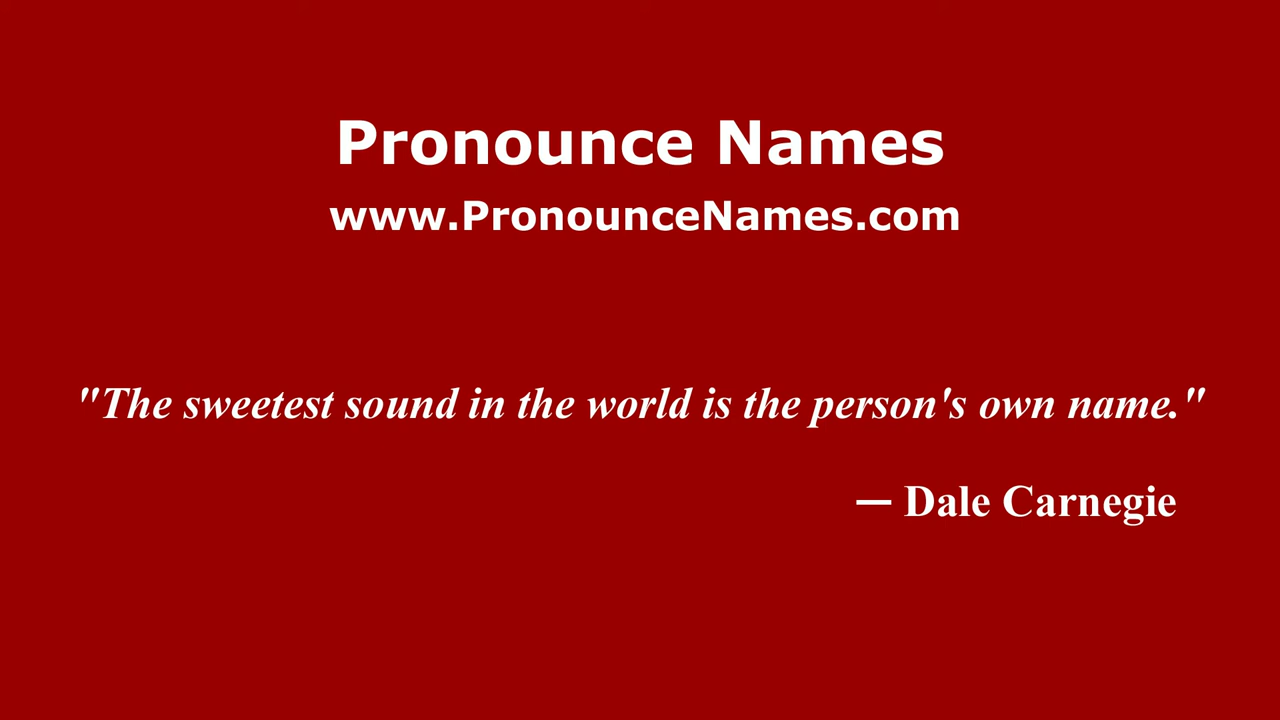 Pronounce Names
www.PronounceNames.com
"The sweetest sound in the world is the person's own name."
— Dale Carnegie